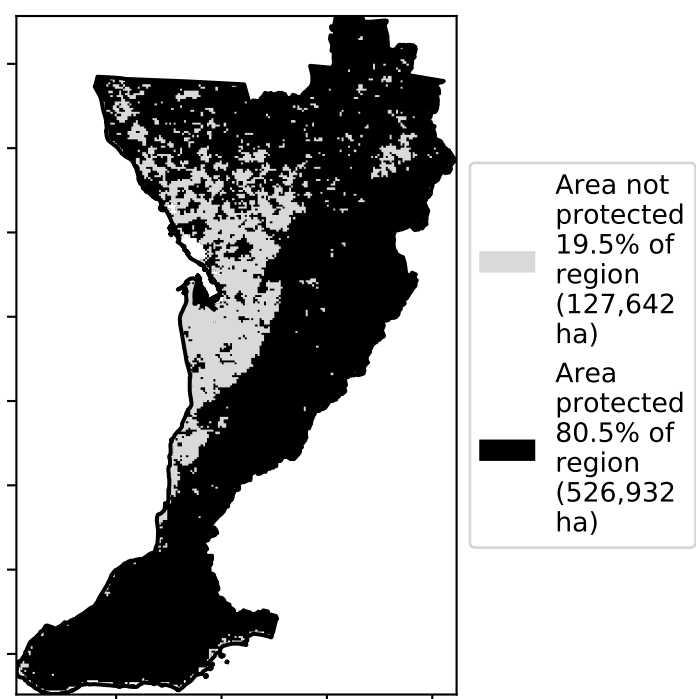 Area not
protected
19.5% of
region
(127,642
ha)
Area
protected
80.5% of
region
(526,932
ha)